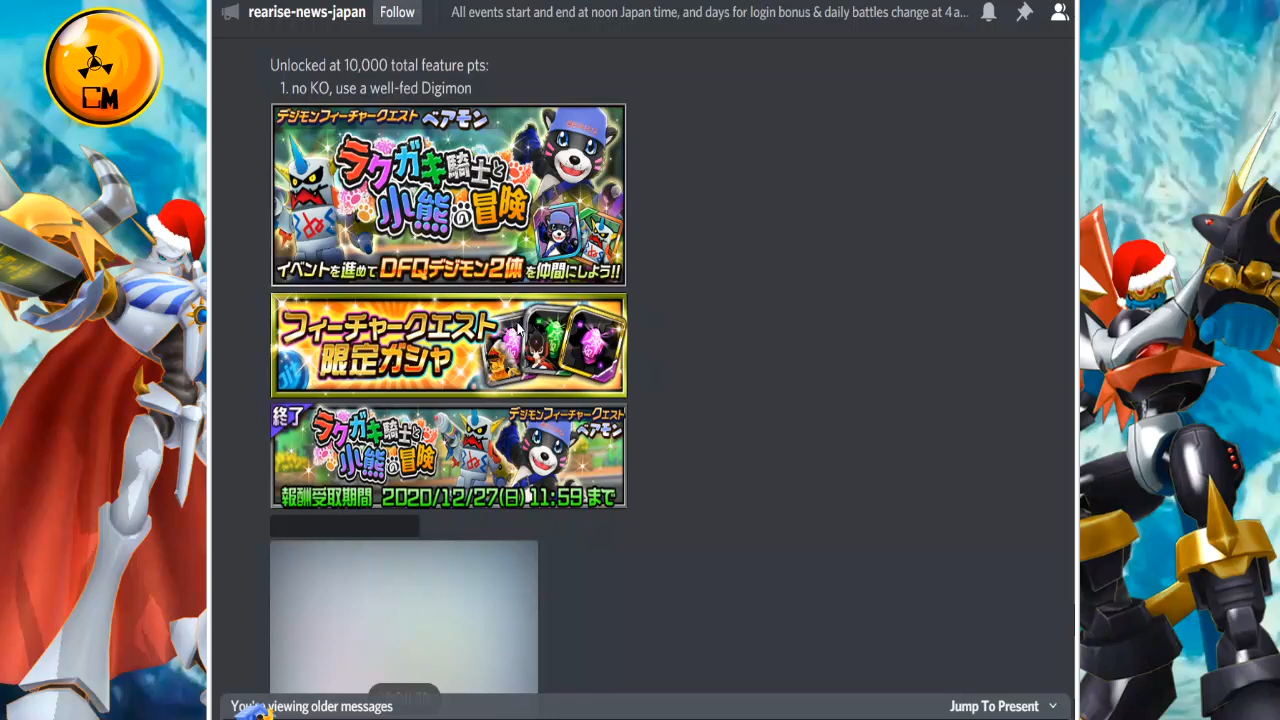 CM
rearise-news-japan
Follow
All events start and end at noon Japan time, and days for login bonus & daily battles change at 4 a...
Unlocked at 10,000 total feature pts:
1. no KO, use a well-fed Digimon
デジモンフィーチャークエスト ベアモン
ラクガキ騎士と
小熊の冒険
イベントを進めてDFQデジモン2体を仲間にしよう!!
フィーチャークエスト
限定ガシャ
終了
デジモンフィーチャークエスト
ベアモン
ラクガキ騎士と
小熊の冒険
報酬受取期間 2020/12/27(日) 11:59 まで
viewing older messages
Jump To Present